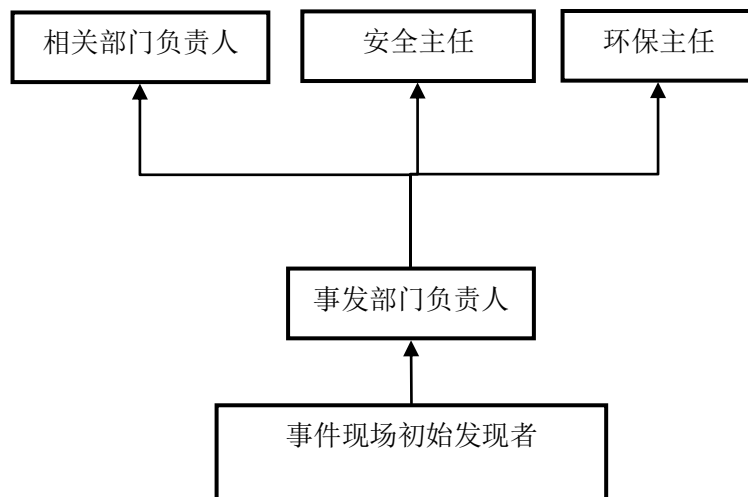 相关部门负责人
安全主任
环保主任
事发部门负责人
事件现场初始发现者